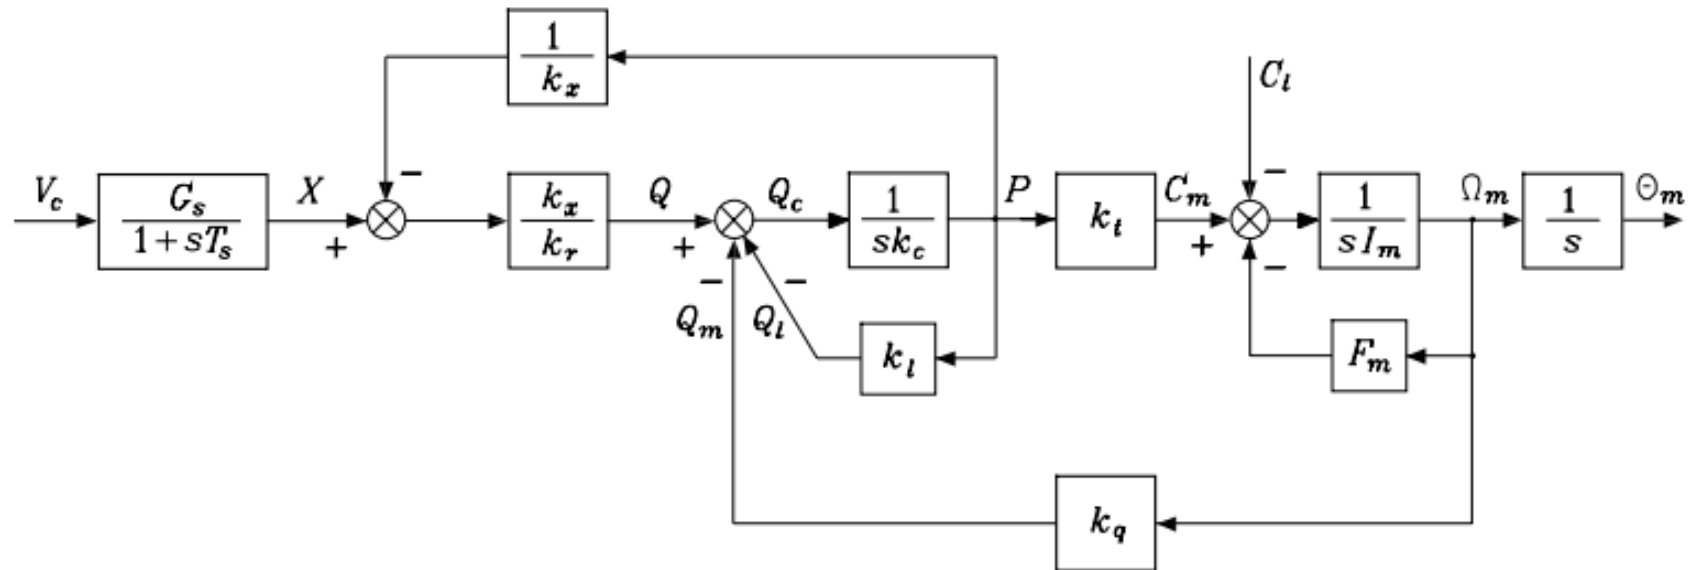 1
k_x
C_l
−
−
V_c
G_s
1+sT_s
X
+
k_x
k_r
Q
+
Q_c
1
sk_c
P
k_t
C_m
+
1
sI_m
Ω_m
1
s
Θ_m
−
−
−
Q_m
Q_l
k_l
F_m
k_q